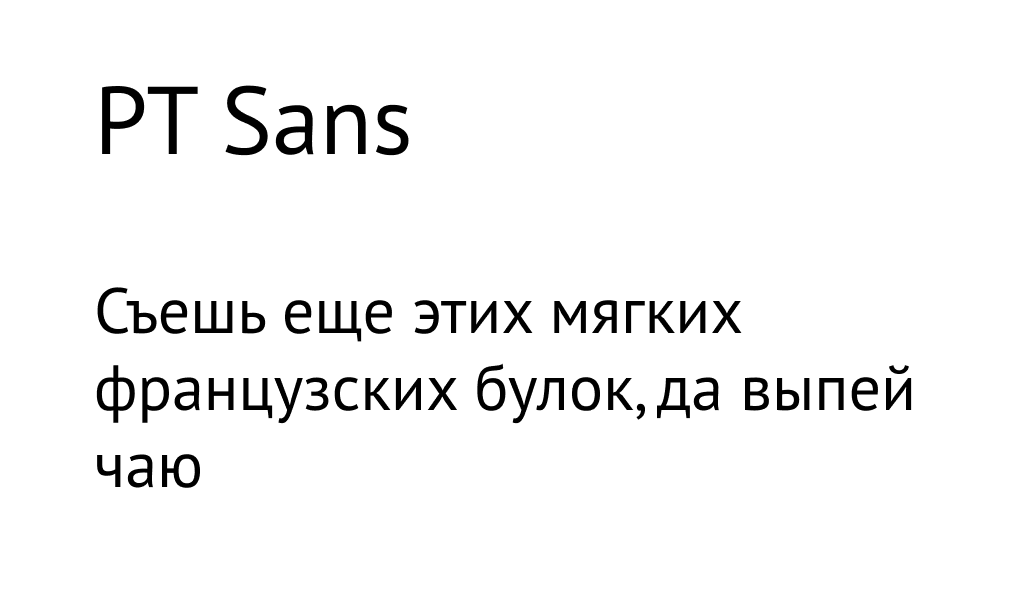 PT Sans
Съешь еще этих мягких
французских булок, да выпей
чаю